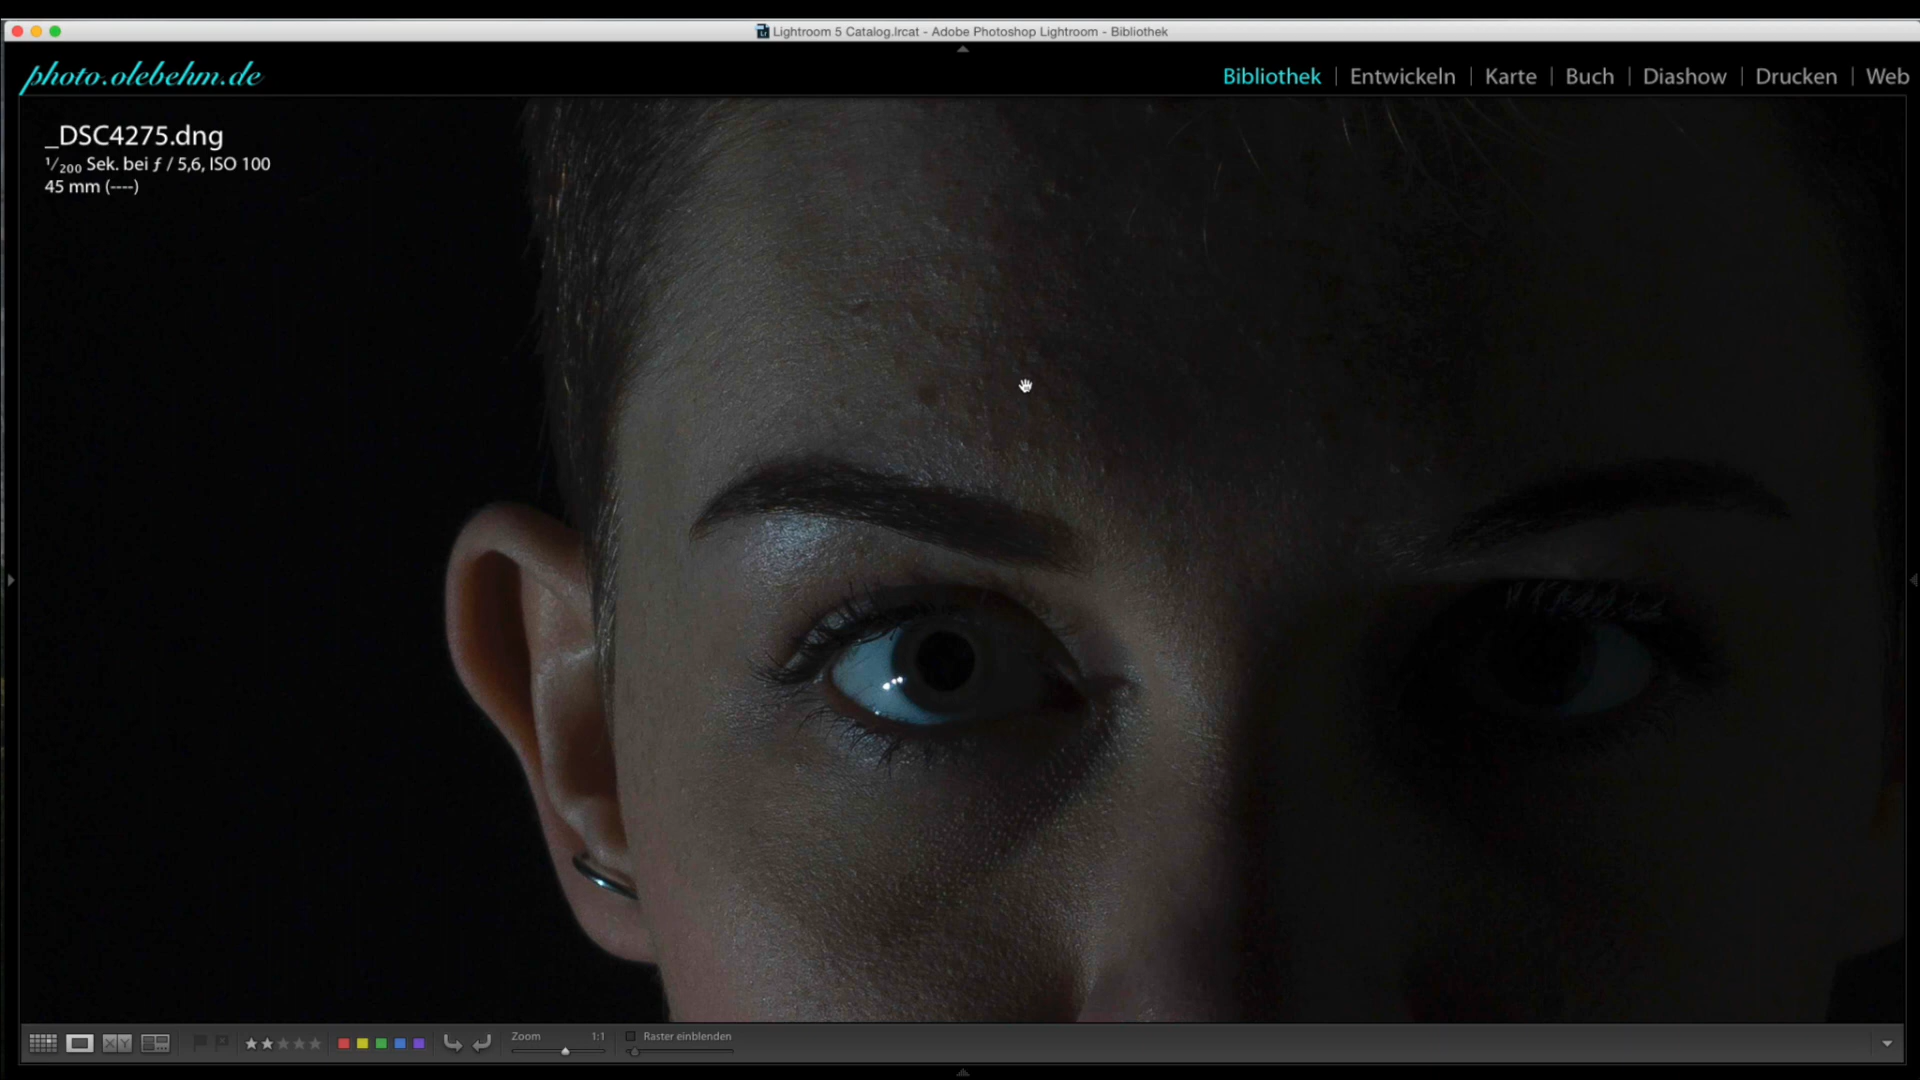 Lightroom 5 Catalog.lrcat - Adobe Photoshop Lightroom - Bibliothek
photo.olebehm.de
Bibliothek | Entwickeln | Karte | Buch | Diashow | Drucken | Web
_DSC4275.dng
1/200 Sek. bei ƒ / 5,6, ISO 100
45 mm (----)
XY Zoom 1:1 Raster einblenden